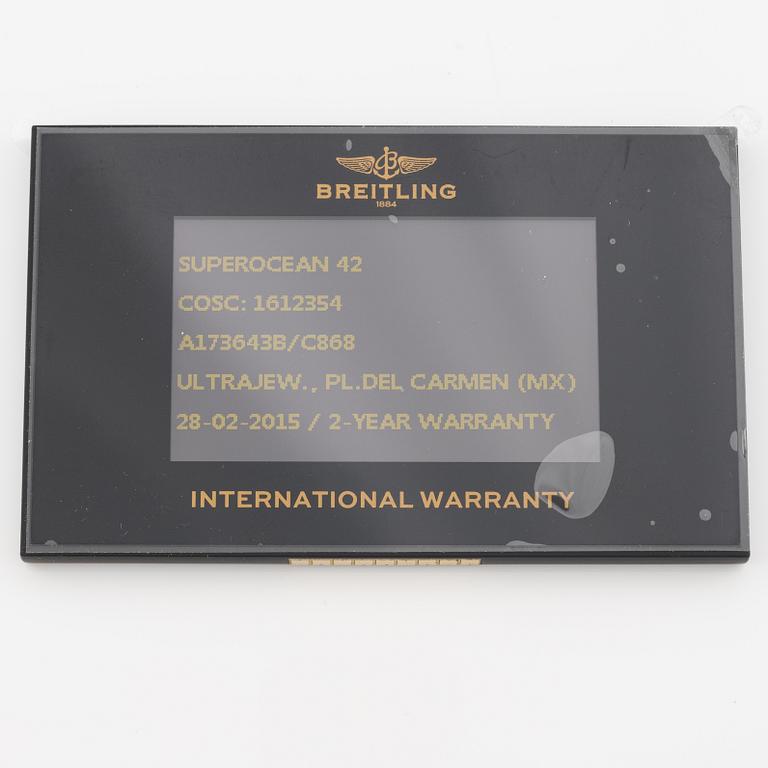 BREITLING
1884
SUPEROCEAN 42
COSC: 1612354
A173643B/C868
ULTRAJEW., PL.DEL CARMEN (MX)
28-02-2015 / 2-YEAR WARRANTY
INTERNATIONAL WARRANTY